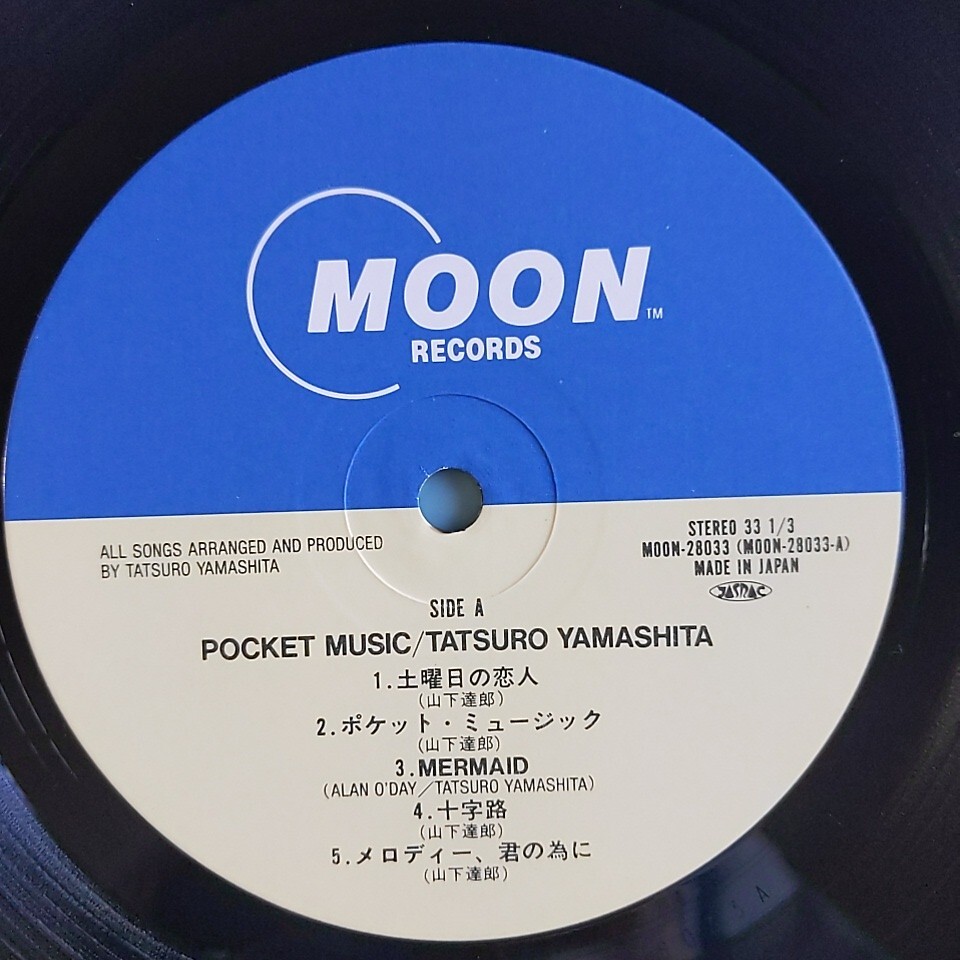 MOON™
RECORDS
ALL SONGS ARRANGED AND PRODUCED
BY TATSURO YAMASHITA
STEREO 33 1/3
MOON-28033 (MOON-28033-A)
MADE IN JAPAN
JASRAC
SIDE A
POCKET MUSIC/TATSURO YAMASHITA
1.土曜日の恋人
(山下達郎)
2.ポケット・ミュージック
(山下達郎)
3.MERMAID
(ALAN O'DAY/TATSURO YAMASHITA)
4.十字路
(山下達郎)
5.メロディー、君の為に
(山下達郎)